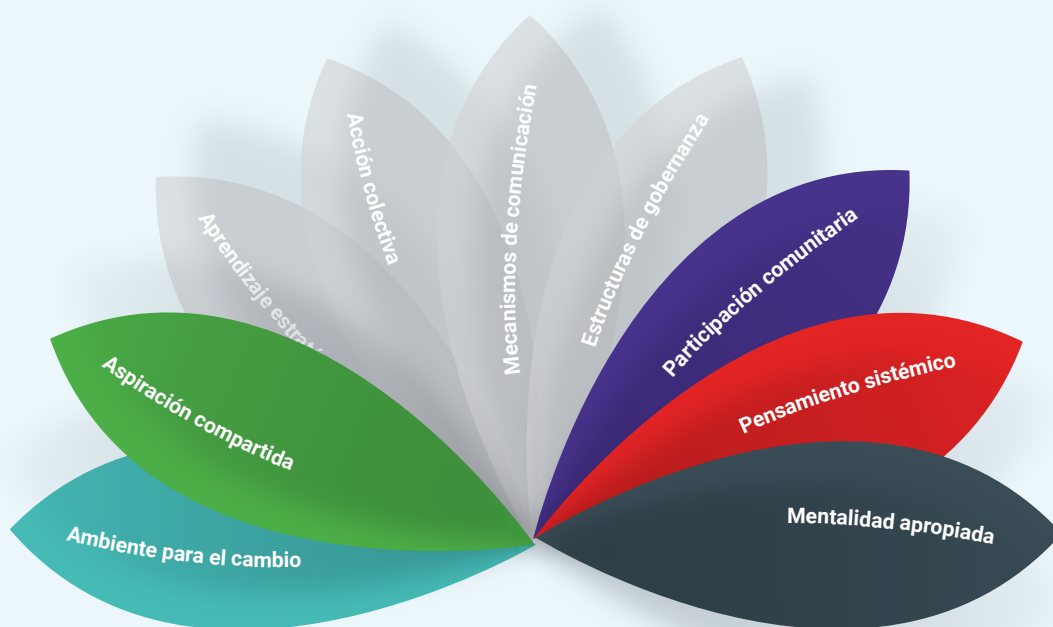 Ambiente para el cambio
Aspiración compartida
Aprendizaje
Acción colectiva
Mecanismos de comunicación
Estructuras de gobernanza
Participación comunitaria
Pensamiento sistémico
Mentalidad apropiada